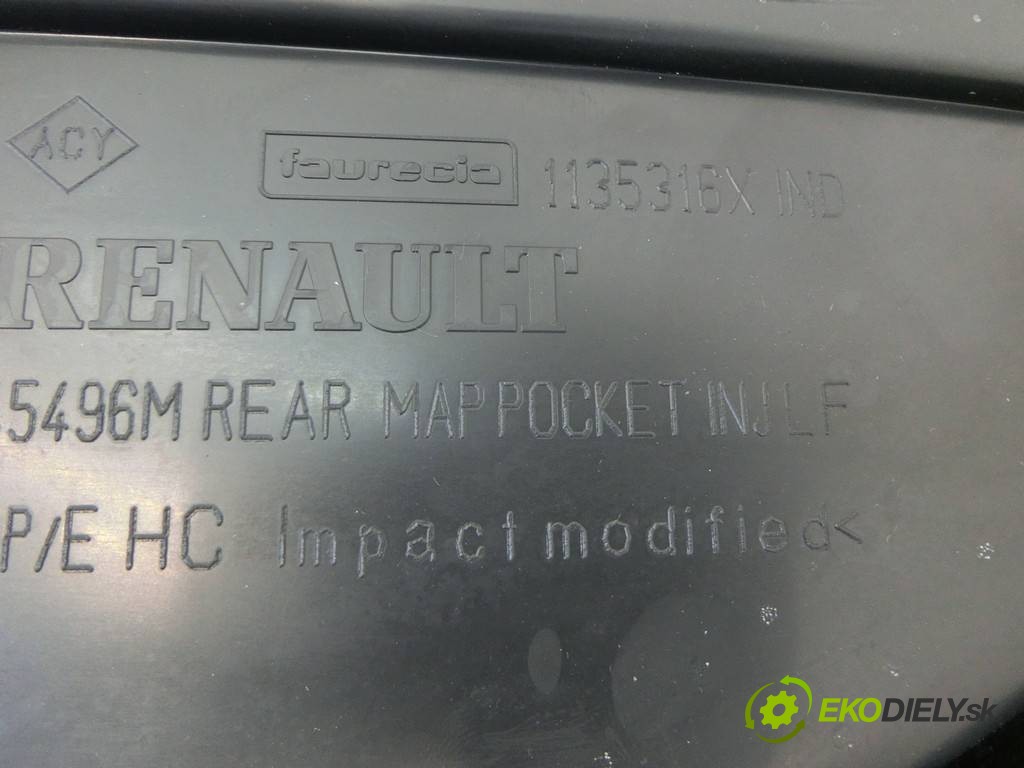 ACY
faurecia 1135316X IND
RENAULT
5496M REAR MAP POCKET INJ LF
P/E HC Impact modified<
EKODIELY.sk